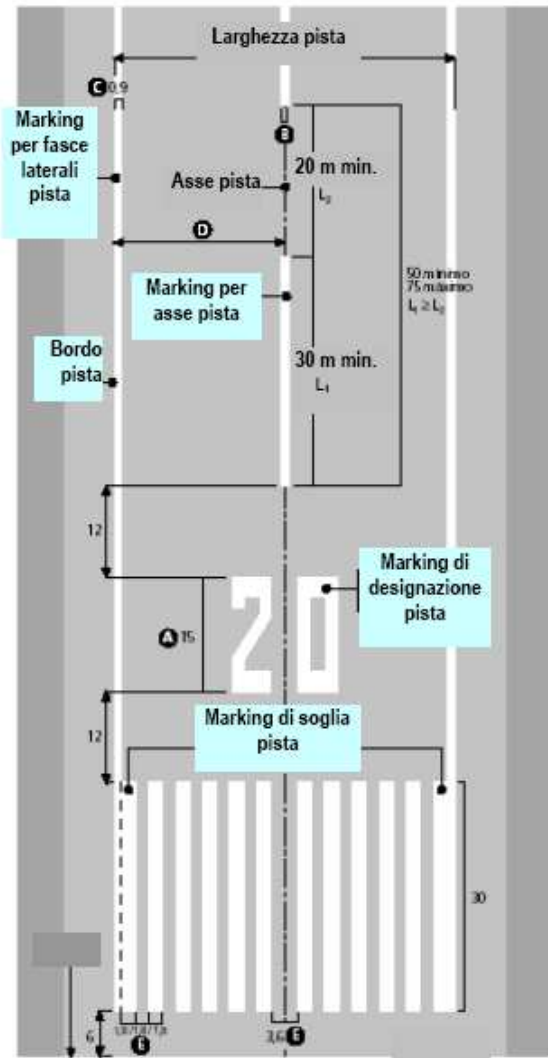 Larghezza pista
C 0,9
B
Marking
per fasce
laterali
pista
Asse pista
20 m min.
L₂
D
50 minimo
75 máximo
L₁ ≥ L₂
Marking per
asse pista
Bordo
pista
30 m min.
L₁
12
Marking di
designazione
pista
A 15
20
12
Marking di soglia
pista
30
6
1,8/1,8/1,8
E
3,6 E